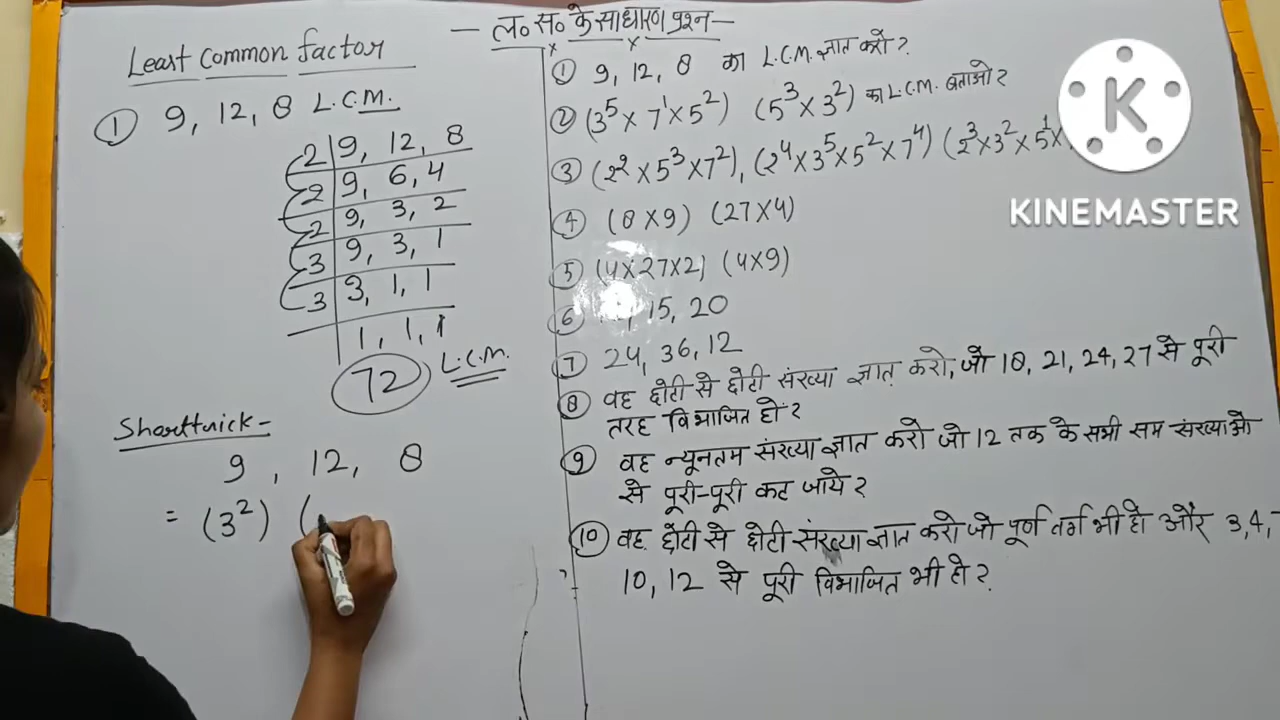 — ल० स० के साधारण प्रश्न —
Least Common factor
① 9, 12, 8 L.C.M.
2 | 9, 12, 8
2 | 9, 6, 4
2 | 9, 3, 2
3 | 9, 3, 1
3 | 3, 1, 1
1, 1, 1
72 L.C.M.
Shorttrick-
9, 12, 8
= (3²) (
① 9, 12, 8 का L.C.M. ज्ञात करो?
② (3⁵ × 7¹ × 5²) (5³ × 3²) का L.C.M. बताओ?
③ (2² × 5³ × 7²), (2⁴ × 3⁵ × 5² × 7⁴) (2³ × 3² × 5¹ ×
④ (8 × 9) (27 × 4)
⑤ (4 × 27 × 2) (4 × 9)
⑥ 15, 20
⑦ 24, 36, 12
⑧ वह छोटी से छोटी संख्या ज्ञात करो, जो 18, 21, 24, 27 से पूरी
तरह विभाजित हो?
⑨ वह न्यूनतम संख्या ज्ञात करो जो 12 तक के सभी सम संख्याओ
से पूरी-पूरी कट जाये?
⑩ वह छोटी से छोटी संख्या ज्ञात करो जो पूर्ण वर्ग भी हो और 3, 4,
10, 12 से पूरी विभाजित भी हो?
K
KINEMASTER